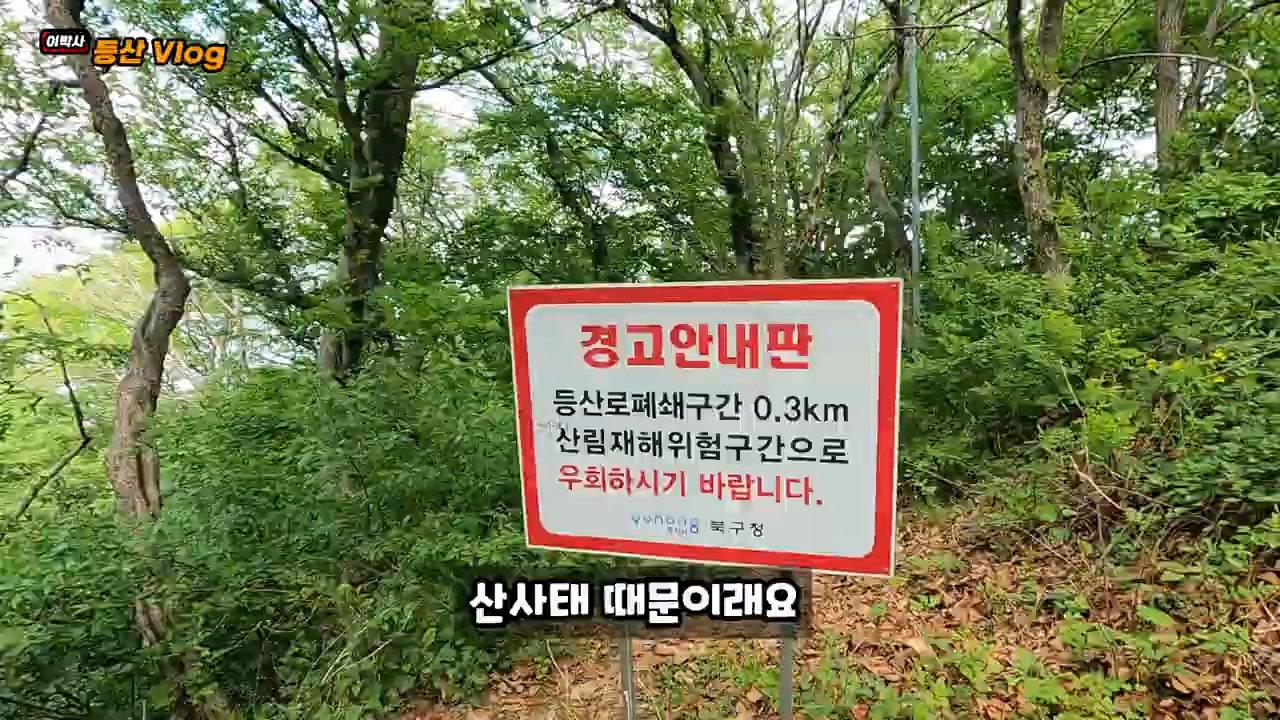 이박사
등산 Vlog
경고안내판
등산로폐쇄구간 0.3km
산림재해위험구간으로
우회하시기 바랍니다.
북구청
산사태 때문이래요